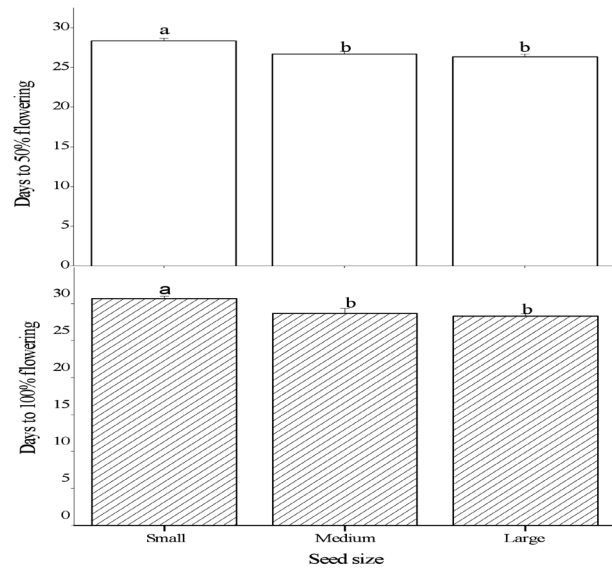 Days to 50% flowering
30
25
20
15
10
5
0
a
b
b
Days to 100% flowering
30
25
20
15
10
5
0
a
b
b
Small Medium Large
Seed size